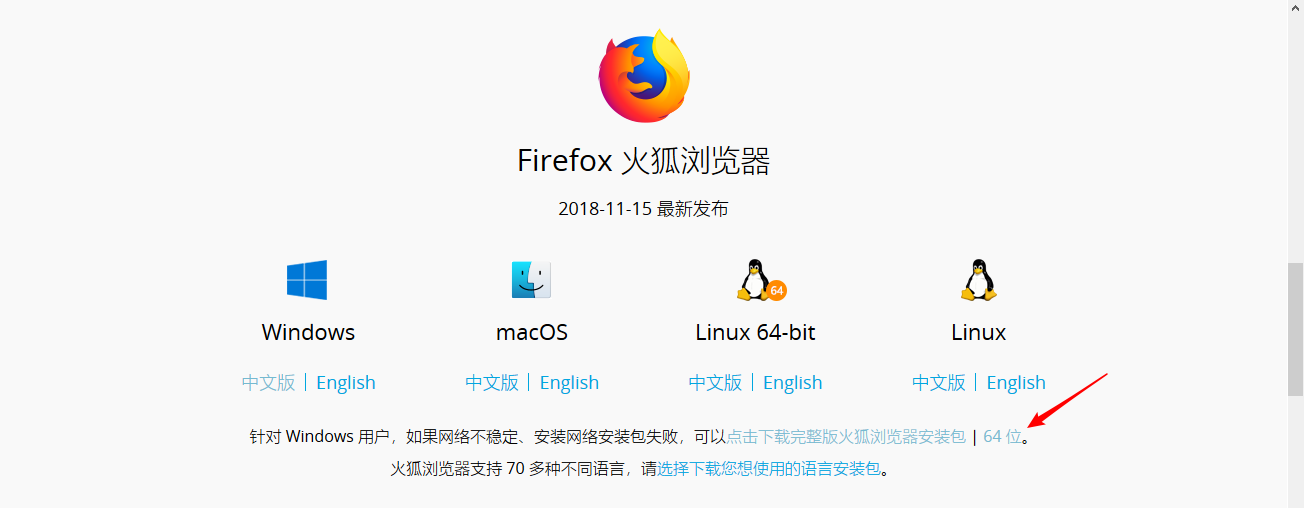 Firefox 火狐浏览器
2018-11-15 最新发布
64
Windows macOS Linux 64-bit Linux
中文版 | English 中文版 | English 中文版 | English 中文版 | English
针对 Windows 用户，如果网络不稳定、安装网络安装包失败，可以点击下载完整版火狐浏览器安装包 | 64 位。
火狐浏览器支持 70 多种不同语言，请选择下载您想使用的语言安装包。